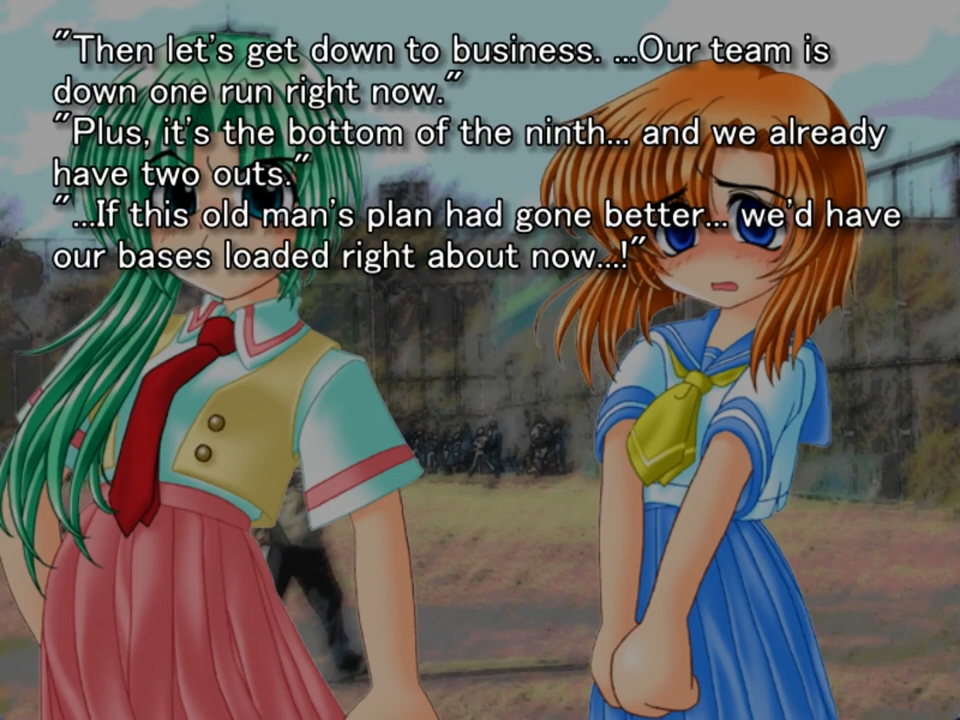 "Then let's get down to business. ...Our team is
down one run right now."
"Plus, it's the bottom of the ninth... and we already
have two outs."
"...If this old man's plan had gone better... we'd have
our bases loaded right about now...!"